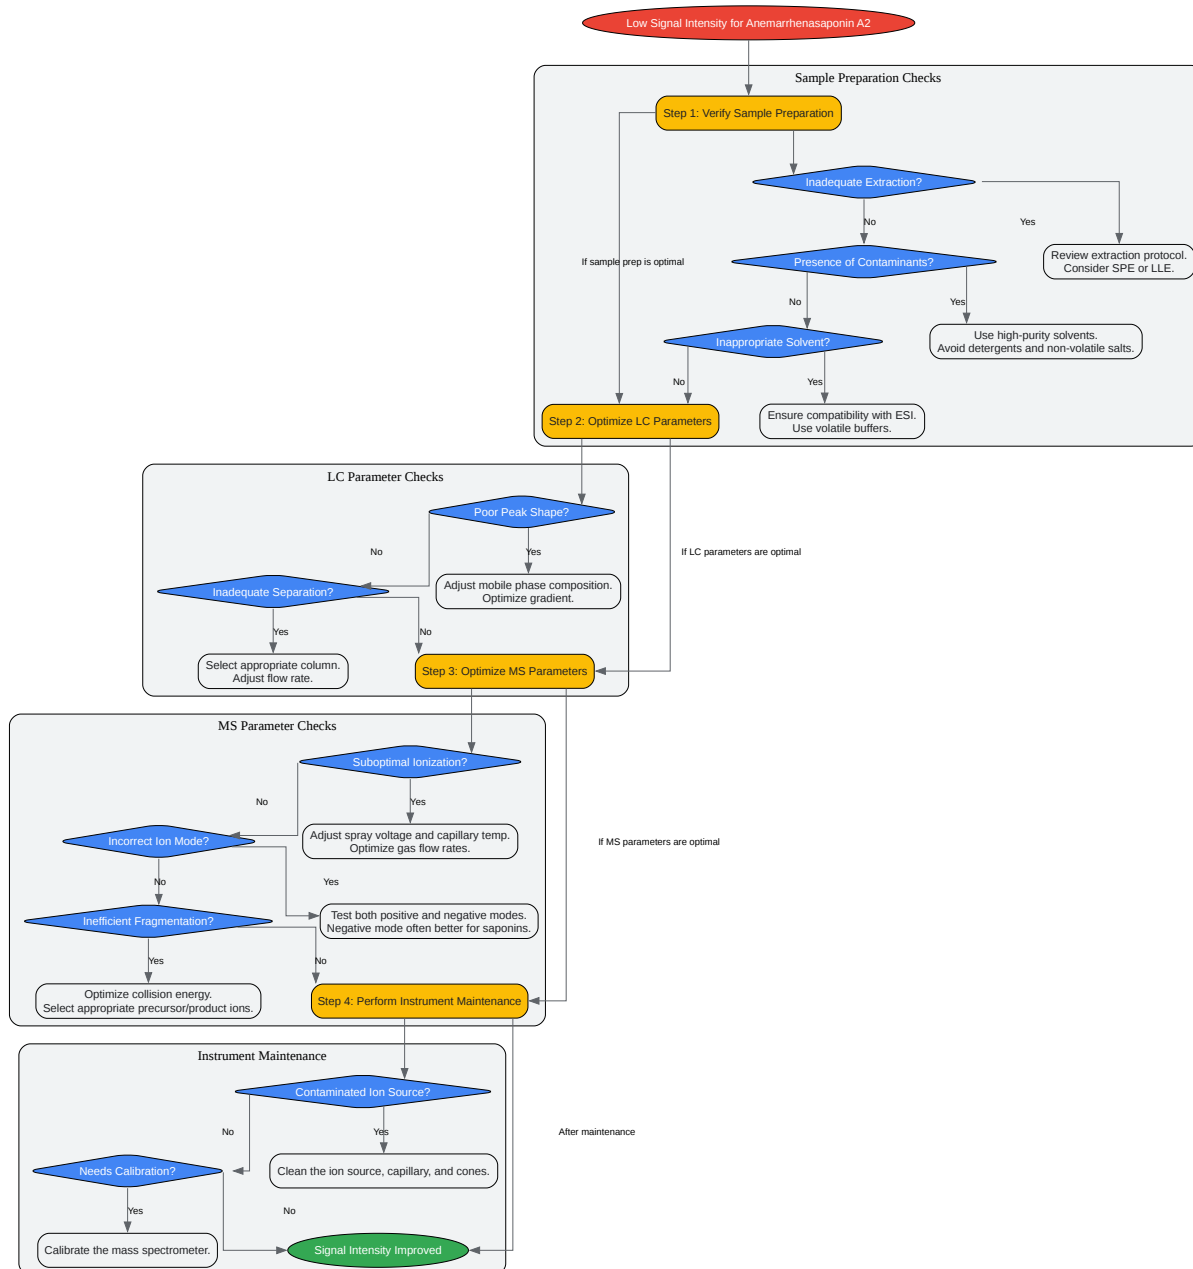 Low Signal Intensity for Anemarrhenasaponin A2
Sample Preparation Checks
Step 1: Verify Sample Preparation
Inadequate Extraction?
No
Yes
Review extraction protocol.
Consider SPE or LLE.
If sample prep is optimal
Presence of Contaminants?
No
Yes
Use high-purity solvents.
Avoid detergents and non-volatile salts.
Inappropriate Solvent?
No
Yes
Ensure compatibility with ESI.
Use volatile buffers.
Step 2: Optimize LC Parameters
LC Parameter Checks
Poor Peak Shape?
No
Yes
If LC parameters are optimal
Adjust mobile phase composition.
Optimize gradient.
Inadequate Separation?
Yes
No
Select appropriate column.
Adjust flow rate.
Step 3: Optimize MS Parameters
MS Parameter Checks
Suboptimal Ionization?
No
Yes
Adjust spray voltage and capillary temp.
Optimize gas flow rates.
If MS parameters are optimal
Incorrect Ion Mode?
No
Yes
Test both positive and negative modes.
Negative mode often better for saponins.
Inefficient Fragmentation?
Yes
No
Optimize collision energy.
Select appropriate precursor/product ions.
Step 4: Perform Instrument Maintenance
Instrument Maintenance
Contaminated Ion Source?
No
Yes
After maintenance
Clean the ion source, capillary, and cones.
Needs Calibration?
Yes
No
Calibrate the mass spectrometer.
Signal Intensity Improved